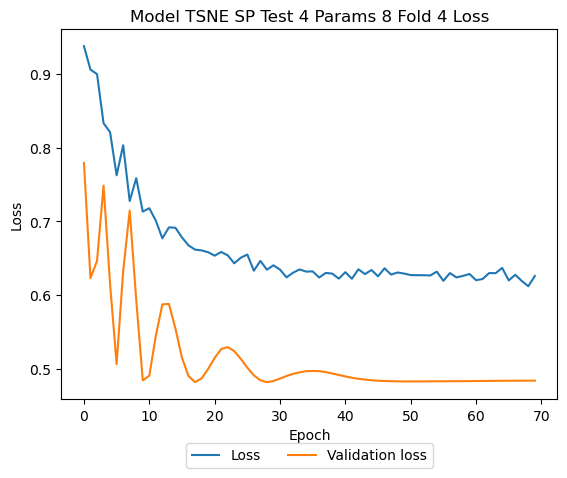 Model TSNE SP Test 4 Params 8 Fold 4 Loss
0.9
0.8
0.7
0.6
0.5
Loss
0 10 20 30 40 50 60 70
Epoch
Loss Validation loss